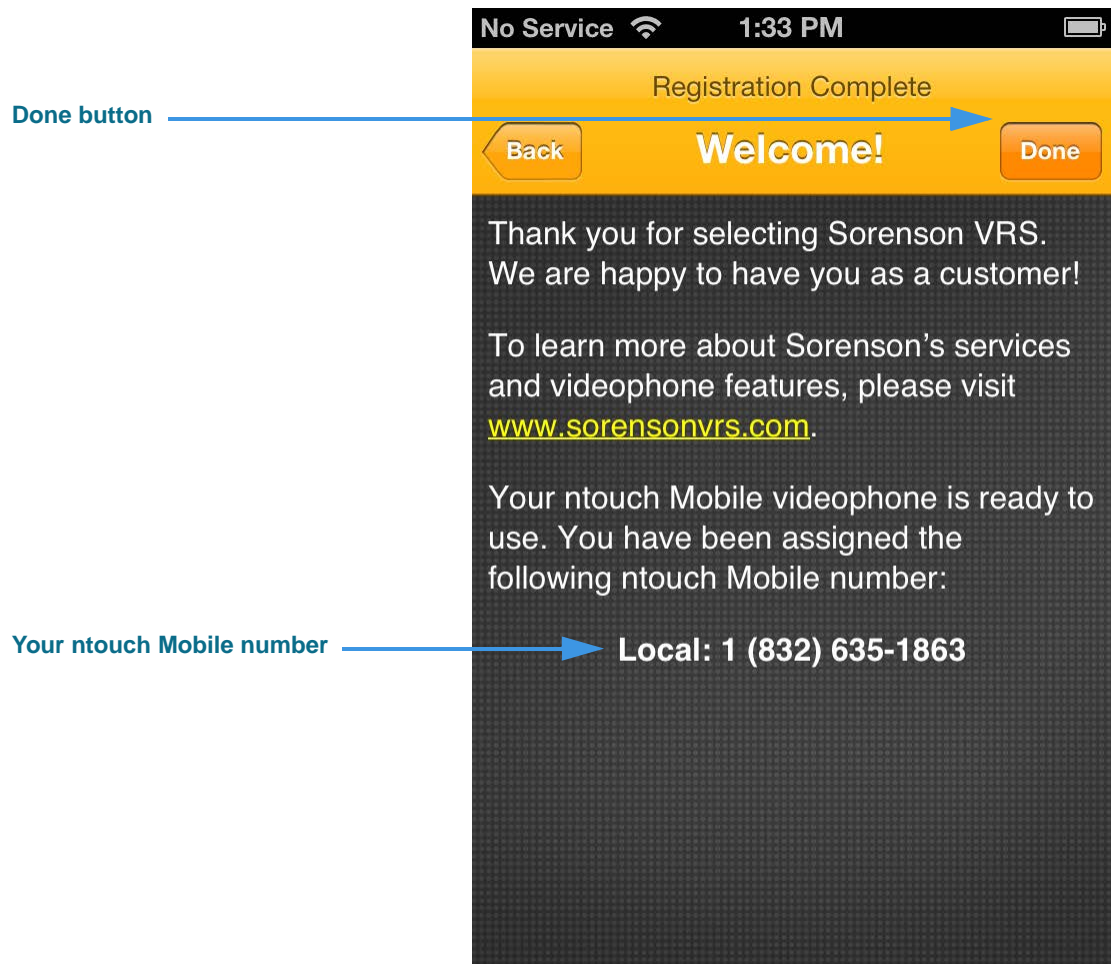 No Service 1:33 PM
Registration Complete
Done button
Back Welcome! Done
Thank you for selecting Sorenson VRS.
We are happy to have you as a customer!
To learn more about Sorenson’s services
and videophone features, please visit
www.sorensonvrs.com.
Your ntouch Mobile videophone is ready to
use. You have been assigned the
following ntouch Mobile number:
Your ntouch Mobile number
Local: 1 (832) 635-1863